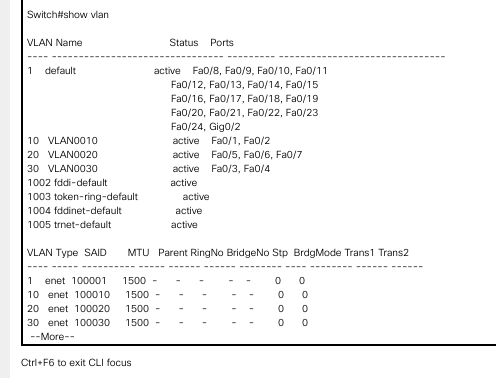 Switch#show vlan
VLAN Name Status Ports
---- -------------------------------- --------- -------------------------------
1 default active Fa0/8, Fa0/9, Fa0/10, Fa0/11
Fa0/12, Fa0/13, Fa0/14, Fa0/15
Fa0/16, Fa0/17, Fa0/18, Fa0/19
Fa0/20, Fa0/21, Fa0/22, Fa0/23
Fa0/24, Gig0/2
10 VLAN0010 active Fa0/1, Fa0/2
20 VLAN0020 active Fa0/5, Fa0/6, Fa0/7
30 VLAN0030 active Fa0/3, Fa0/4
1002 fddi-default active
1003 token-ring-default active
1004 fddinet-default active
1005 trnet-default active
VLAN Type SAID MTU Parent RingNo BridgeNo Stp BrdgMode Trans1 Trans2
---- ----- ---------- ----- ------ ------ -------- ---- -------- ------ ------
1 enet 100001 1500 - - - - - 0 0
10 enet 100010 1500 - - - - - 0 0
20 enet 100020 1500 - - - - - 0 0
30 enet 100030 1500 - - - - - 0 0
--More--
Ctrl+F6 to exit CLI focus